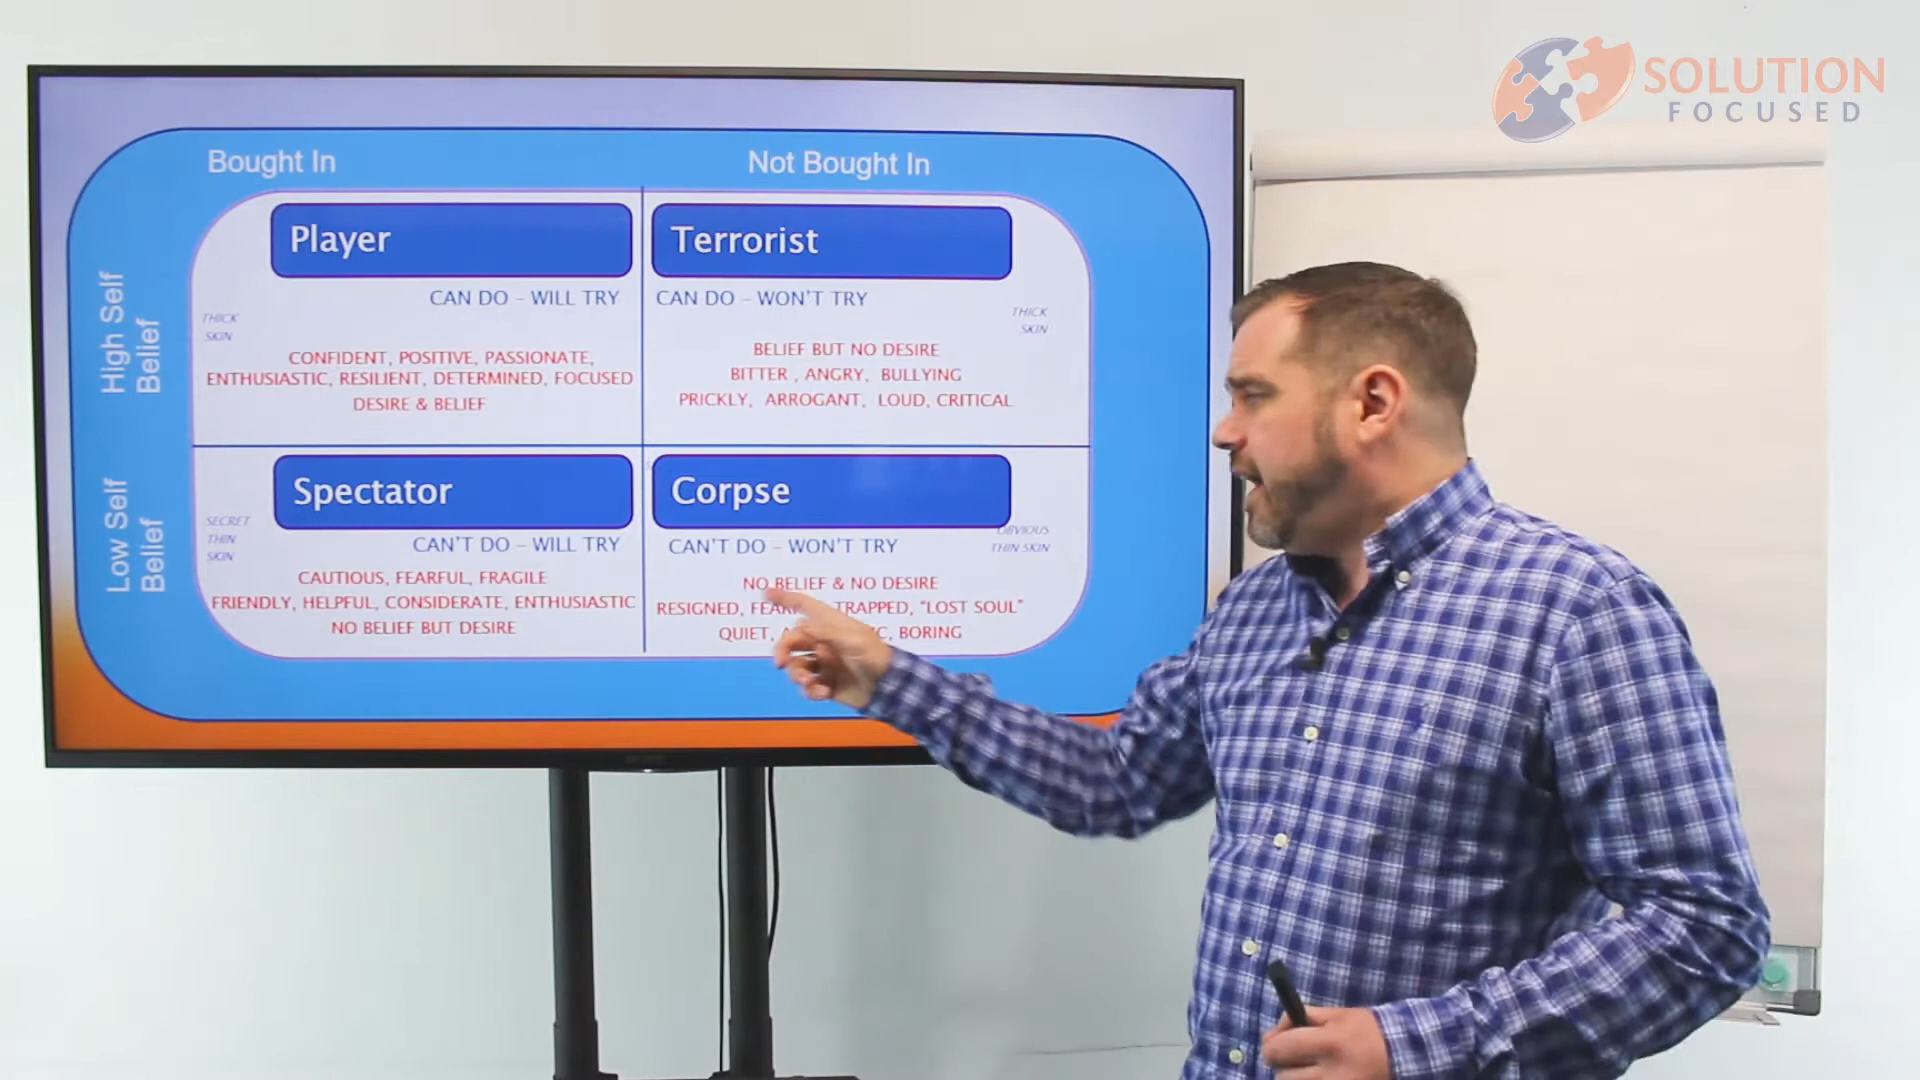 SOLUTION
FOCUSED
Bought In
Not Bought In
High Self
Belief
Low Self
Belief
Player
CAN DO – WILL TRY
THICK
SKIN
CONFIDENT, POSITIVE, PASSIONATE,
ENTHUSIASTIC, RESILIENT, DETERMINED, FOCUSED
DESIRE & BELIEF
Terrorist
CAN DO – WON'T TRY
THICK
SKIN
BELIEF BUT NO DESIRE
BITTER , ANGRY, BULLYING
PRICKLY, ARROGANT, LOUD, CRITICAL
Spectator
SECRET
THIN
SKIN
CAN'T DO – WILL TRY
CAUTIOUS, FEARFUL, FRAGILE
FRIENDLY, HELPFUL, CONSIDERATE, ENTHUSIASTIC
NO BELIEF BUT DESIRE
Corpse
OBVIOUS
THIN SKIN
CAN'T DO – WON'T TRY
NO BELIEF & NO DESIRE
RESIGNED, TRAPPED, "LOST SOUL"
QUIET, BORING